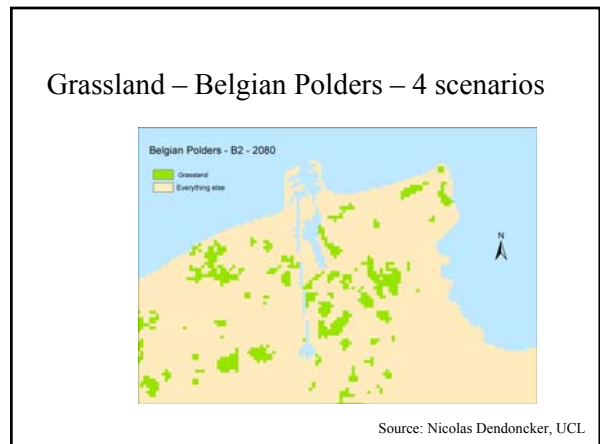 Grassland – Belgian Polders – 4 scenarios
Belgian Polders - B2 - 2080
Grassland
Everything else
N
Source: Nicolas Dendoncker, UCL